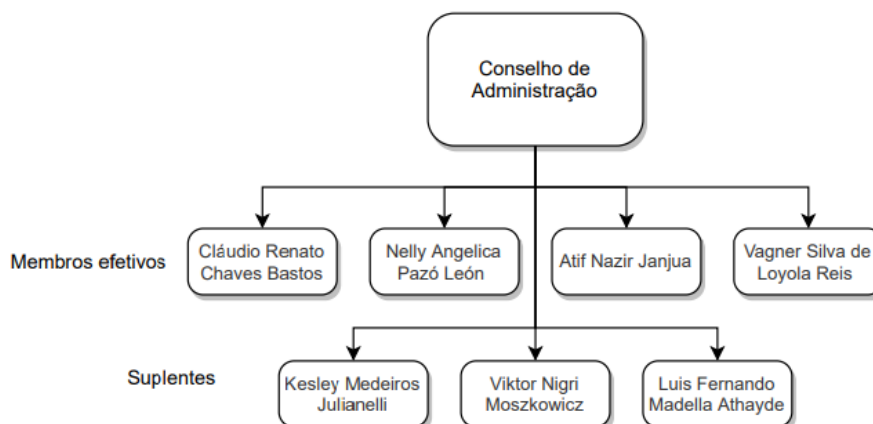 Conselho de
Administração
Membros efetivos
Cláudio Renato
Chaves Bastos
Nelly Angelica
Pazó León
Atif Nazir Janjua
Vagner Silva de
Loyola Reis
Suplentes
Kesley Medeiros
Julianelli
Viktor Nigri
Moszkowicz
Luis Fernando
Madella Athayde